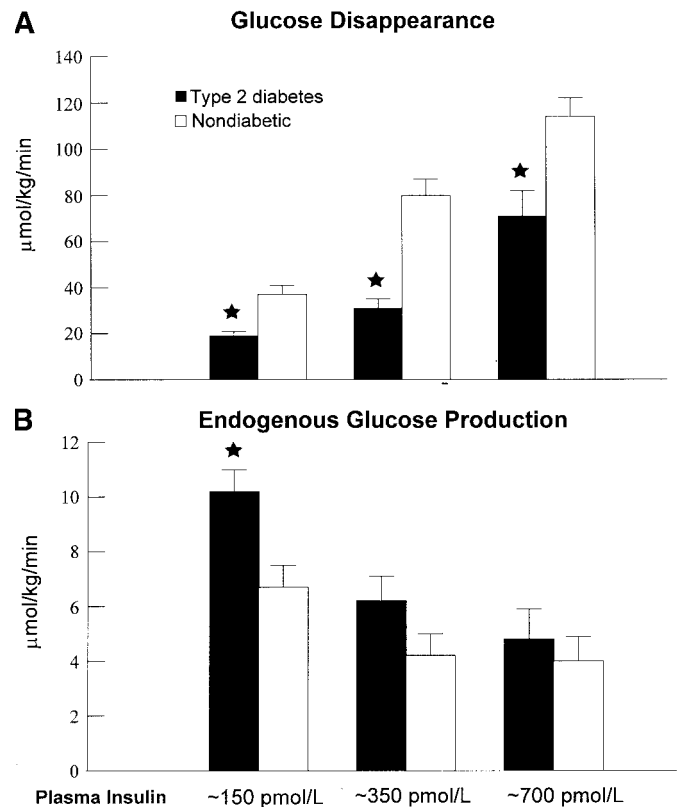 A
Glucose Disappearance
140
120
100
80
60
40
20
0
μmol/kg/min
Type 2 diabetes
Nondiabetic
B
Endogenous Glucose Production
12
10
8
6
4
2
0
μmol/kg/min
Plasma Insulin ~150 pmol/L ~350 pmol/L ~700 pmol/L